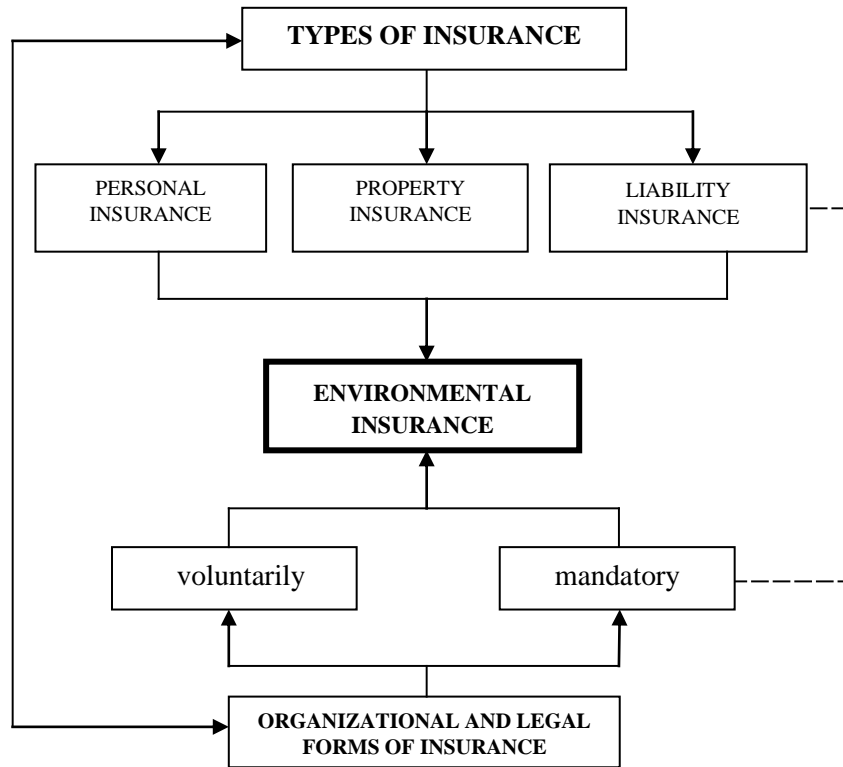 TYPES OF INSURANCE
PERSONAL
INSURANCE
PROPERTY
INSURANCE
LIABILITY
INSURANCE
ENVIRONMENTAL
INSURANCE
voluntarily
mandatory
ORGANIZATIONAL AND LEGAL
FORMS OF INSURANCE